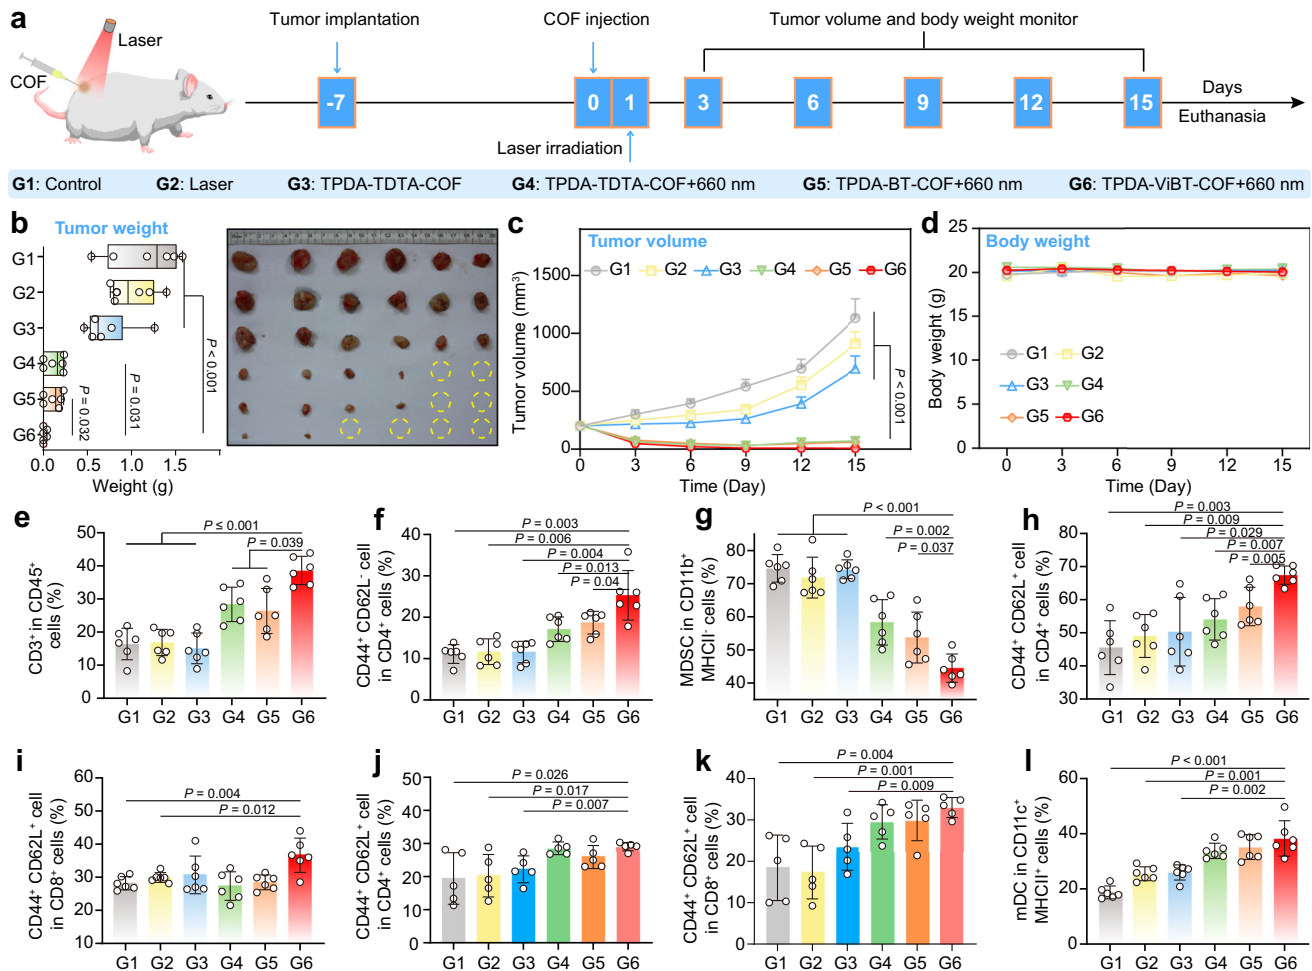 a
Laser
COF
Tumor implantation
COF injection
Tumor volume and body weight monitor
-7
0
1
3
6
9
12
15
Days
Euthanasia
Laser irradiation
G1: Control
G2: Laser
G3: TPDA-TDTA-COF
G4: TPDA-TDTA-COF+660 nm
G5: TPDA-BT-COF+660 nm
G6: TPDA-ViBT-COF+660 nm
b
Tumor weight
G1
G2
G3
G4
G5
G6
P = 0.032
P = 0.031
P < 0.001
0.0 0.5 1.0 1.5
Weight (g)
c
Tumor volume
G1 G2 G3 G4 G5 G6
Tumor volume (mm³)
1500
1000
500
0
P < 0.001
0 3 6 9 12 15
Time (Day)
d
Body weight
Body weight (g)
25
20
15
10
5
0
G1 G2
G3 G4
G5 G6
0 3 6 9 12 15
Time (Day)
e
CD3⁺ in CD45⁺
cells (%)
50
40
30
20
10
0
P ≤ 0.001
P = 0.039
G1 G2 G3 G4 G5 G6
f
CD44⁺ CD62L⁻ cell
in CD4⁺ cells (%)
40
30
20
10
0
P = 0.003
P = 0.006
P = 0.004
P = 0.013
P = 0.04
G1 G2 G3 G4 G5 G6
g
MDSC in CD11b⁺
MHCII⁻ cells (%)
80
70
60
50
40
P < 0.001
P = 0.002
P = 0.037
G1 G2 G3 G4 G5 G6
h
CD44⁺ CD62L⁺ cell
in CD4⁺ cells (%)
80
70
60
50
40
30
P = 0.003
P = 0.009
P = 0.029
P = 0.007
P = 0.005
G1 G2 G3 G4 G5 G6
i
CD44⁺ CD62L⁺ cell
in CD8⁺ cells (%)
60
50
40
30
20
10
P = 0.004
P = 0.012
G1 G2 G3 G4 G5 G6
j
CD44⁺ CD62L⁺ cell
in CD4⁺ cells (%)
50
40
30
20
10
0
P = 0.026
P = 0.017
P = 0.007
G1 G2 G3 G4 G5 G6
k
CD44⁺ CD62L⁺ cell
in CD8⁺ cells (%)
40
30
20
10
0
P = 0.004
P = 0.001
P = 0.009
G1 G2 G3 G4 G5 G6
l
mDC in CD11c⁺
MHCII⁺ cells (%)
60
40
20
0
P < 0.001
P = 0.001
P = 0.002
G1 G2 G3 G4 G5 G6